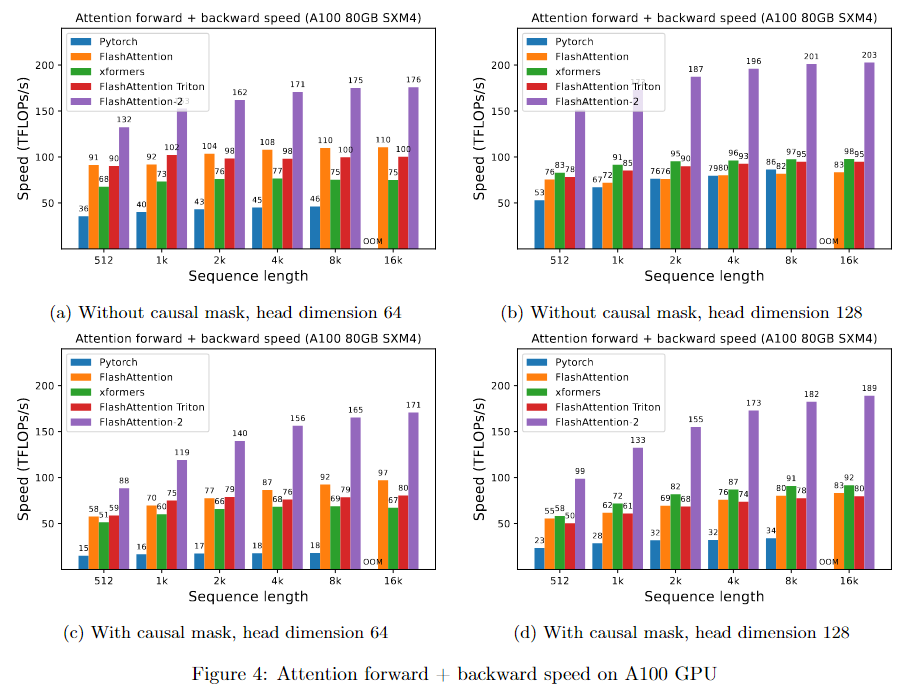 Attention forward + backward speed (A100 80GB SXM4)
Pytorch
FlashAttention
xformers
FlashAttention Triton
FlashAttention-2
Speed (TFLOPs/s)
200
150
100
50
36 91 68 90 132
40 92 73 102
43 104 76 98 162
45 108 77 98 171
46 110 75 100 175
OOM 110 75 100 176
512 1k 2k 4k 8k 16k
Sequence length
(a) Without causal mask, head dimension 64
Attention forward + backward speed (A100 80GB SXM4)
Pytorch
FlashAttention
xformers
FlashAttention Triton
FlashAttention-2
Speed (TFLOPs/s)
200
150
100
50
53 76 83 78
67 72 91 85
76 76 95 90 187
79 80 96 93 196
86 82 97 95 201
OOM 83 98 95 203
512 1k 2k 4k 8k 16k
Sequence length
(b) Without causal mask, head dimension 128
Attention forward + backward speed (A100 80GB SXM4)
Pytorch
FlashAttention
xformers
FlashAttention Triton
FlashAttention-2
Speed (TFLOPs/s)
200
150
100
50
15 58 51 59 88
16 70 60 75 119
17 77 66 79 140
18 87 68 76 156
18 92 69 79 165
OOM 97 67 80 171
512 1k 2k 4k 8k 16k
Sequence length
(c) With causal mask, head dimension 64
Attention forward + backward speed (A100 80GB SXM4)
Pytorch
FlashAttention
xformers
FlashAttention Triton
FlashAttention-2
Speed (TFLOPs/s)
200
150
100
50
23 55 58 50 99
28 62 72 61 133
32 69 82 68 155
32 76 87 74 173
34 80 91 78 182
OOM 83 92 80 189
512 1k 2k 4k 8k 16k
Sequence length
(d) With causal mask, head dimension 128
Figure 4: Attention forward + backward speed on A100 GPU